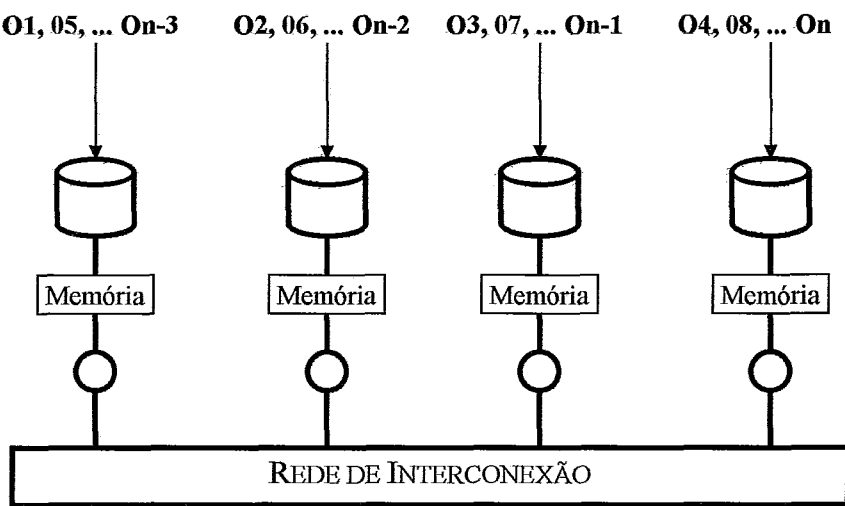 O1, 05, ... On-3 O2, 06, ... On-2 O3, 07, ... On-1 O4, 08, ... On
Memória Memória Memória Memória
REDE DE INTERCONEXÃO